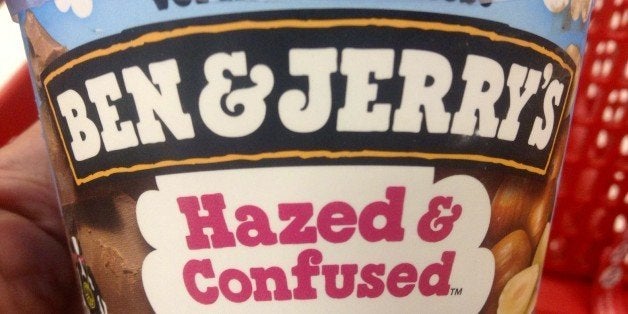 BEN & JERRY'S
Hazed &
Confused™